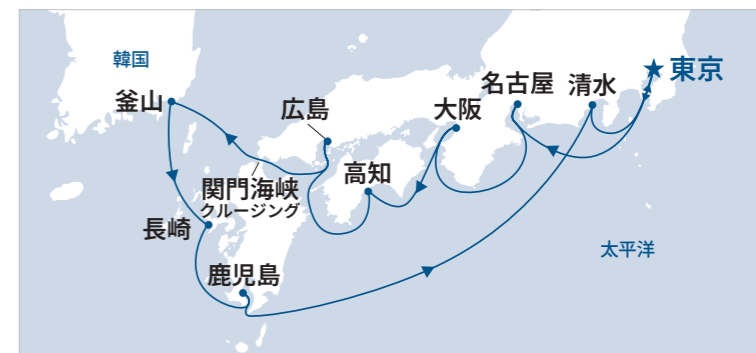 韓国
釜山
広島
大阪
名古屋
清水
東京
関門海峡
クルージング
高知
長崎
鹿児島
太平洋